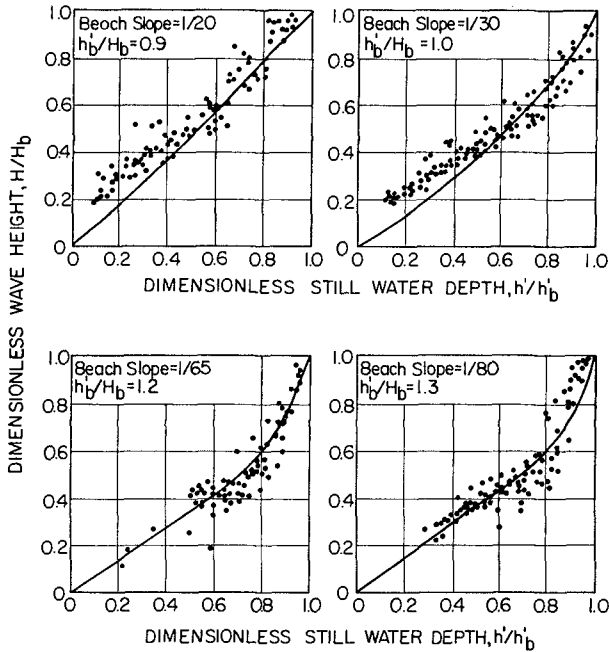 Beach Slope=1/20
h'b/Hb=0.9
1.0
0.8
0.6
0.4
0.2
0
0 0.2 0.4 0.6 0.8 1.0
Beach Slope=1/30
h'b/Hb=1.0
1.0
0.8
0.6
0.4
0.2
0
0 0.2 0.4 0.6 0.8 1.0
DIMENSIONLESS STILL WATER DEPTH, h'/h'b
DIMENSIONLESS WAVE HEIGHT, H/Hb
Beach Slope=1/65
h'b/Hb=1.2
1.0
0.8
0.6
0.4
0.2
0
0 0.2 0.4 0.6 0.8 1.0
Beach Slope=1/80
h'b/Hb=1.3
1.0
0.8
0.6
0.4
0.2
0
0 0.2 0.4 0.6 0.8 1.0
DIMENSIONLESS STILL WATER DEPTH, h'/h'b